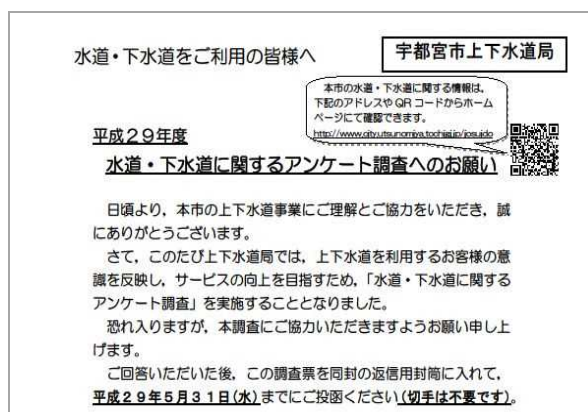 水道・下水道をご利用の皆様へ
宇都宮市上下水道局
本市の水道・下水道に関する情報は,
下記のアドレスやQRコードからホーム
ページにて確認できます。
http://www.city.utsunomiya.tochigi.jp/josuido
平成29年度
水道・下水道に関するアンケート調査へのお願い
日頃より,本市の上下水道事業にご理解とご協力をいただき,誠
にありがとうございます。
さて,このたび上下水道局では,上下水道を利用するお客様の意
識を反映し,サービスの向上を目指すため,「水道・下水道に関する
アンケート調査」を実施することとなりました。
恐れ入りますが,本調査にご協力いただきますようお願い申し上
げます。
ご回答いただいた後,この調査票を同封の返信用封筒に入れて,
平成29年5月31日(水)までにご投函ください(切手は不要です)。